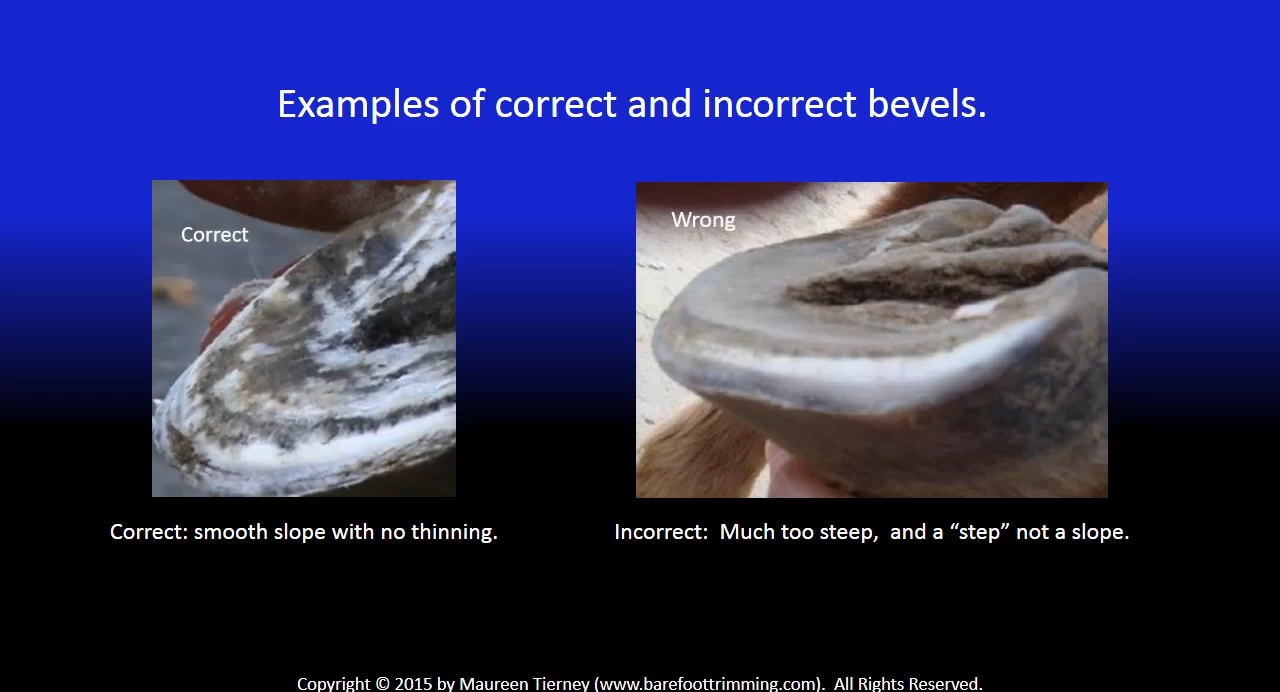 Examples of correct and incorrect bevels.
Correct
Wrong
Correct: smooth slope with no thinning.
Incorrect:  Much too steep,  and a “step” not a slope.
Copyright © 2015 by Maureen Tierney (www.barefoottrimming.com).  All Rights Reserved.